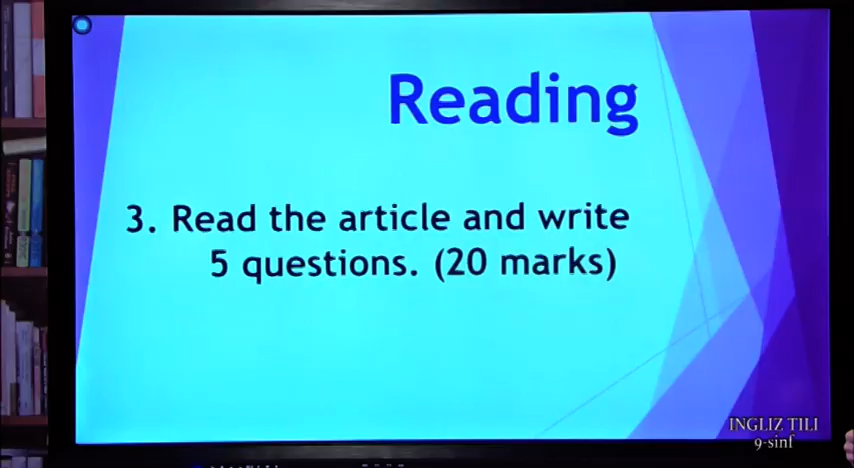 Reading
3. Read the article and write
5 questions. (20 marks)
INGLIZ TILI
9-sinf